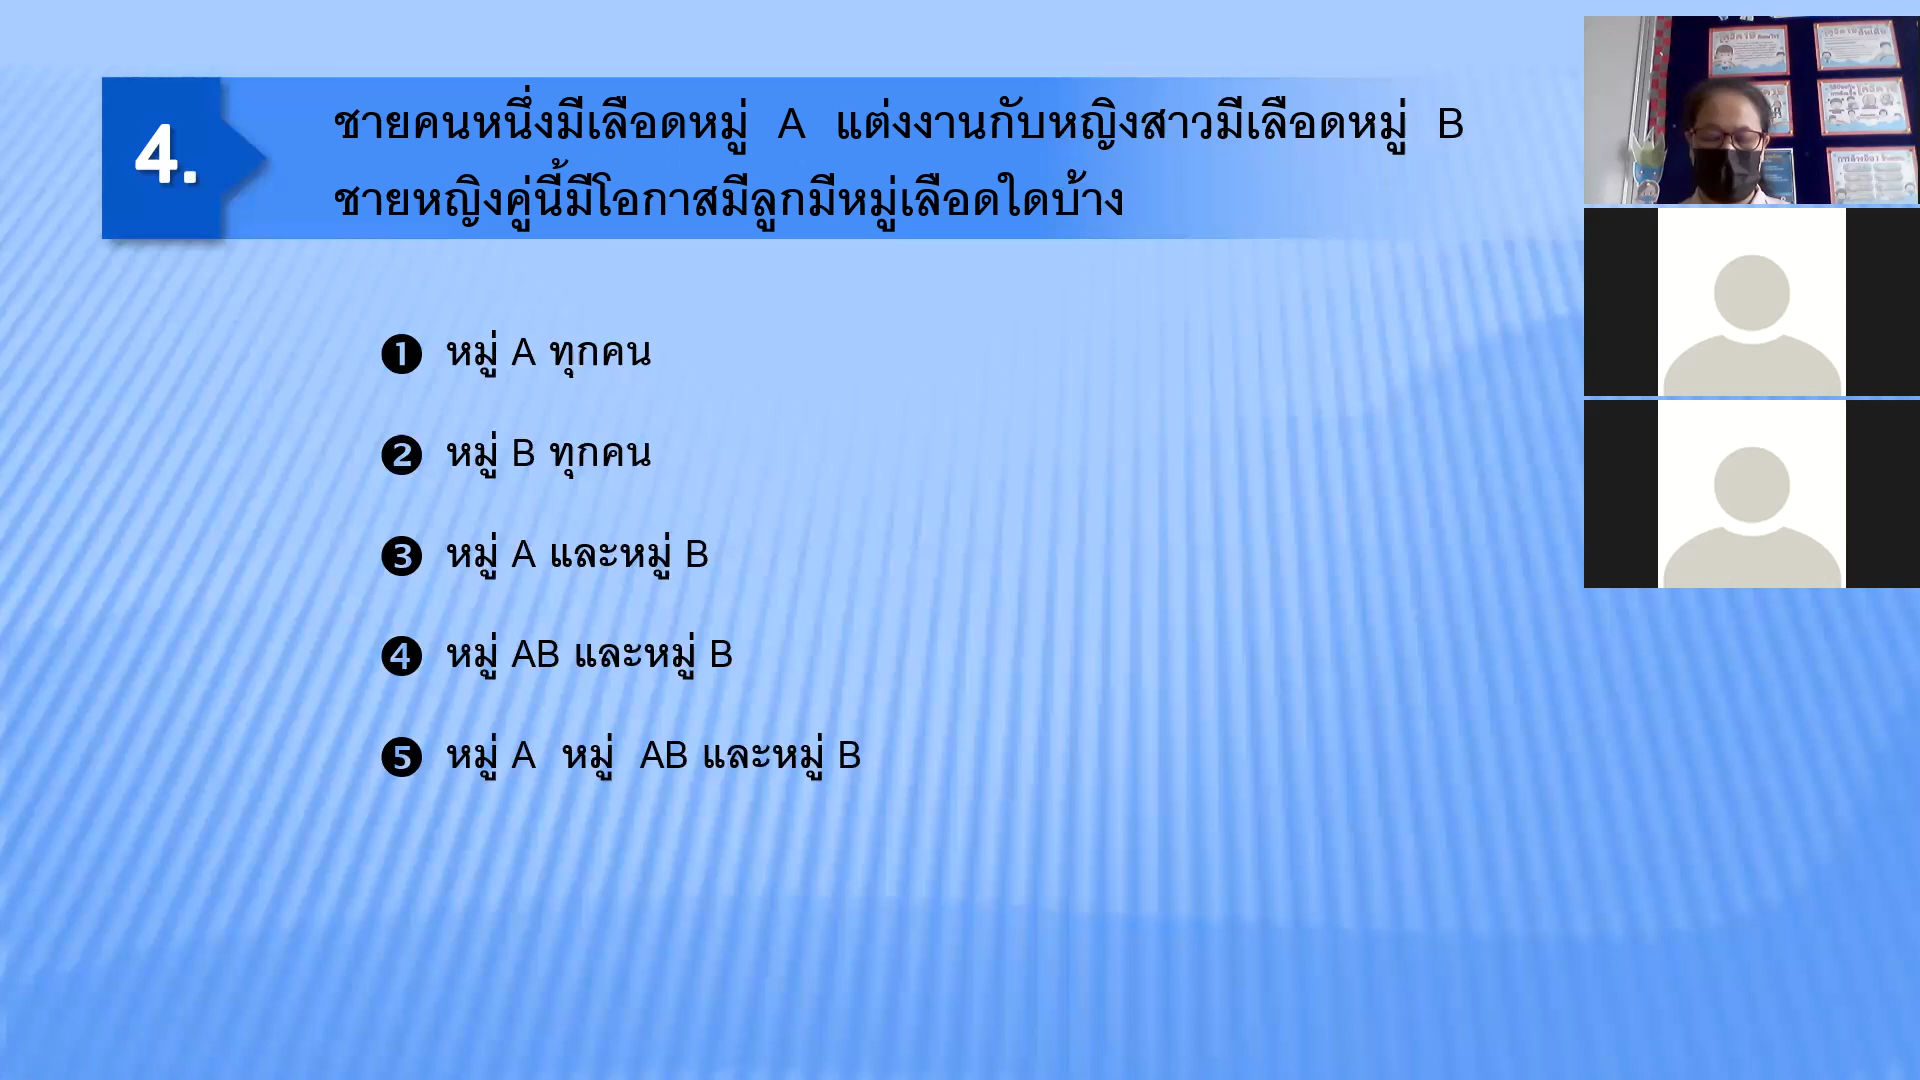 4.
ชายคนหนึ่งมีเลือดหมู่ A แต่งงานกับหญิงสาวมีเลือดหมู่ B
ชายหญิงคู่นี้มีโอกาสมีลูกมีหมู่เลือดใดบ้าง
❶ หมู่ A ทุกคน
❷ หมู่ B ทุกคน
❸ หมู่ A และหมู่ B
❹ หมู่ AB และหมู่ B
❺ หมู่ A หมู่ AB และหมู่ B